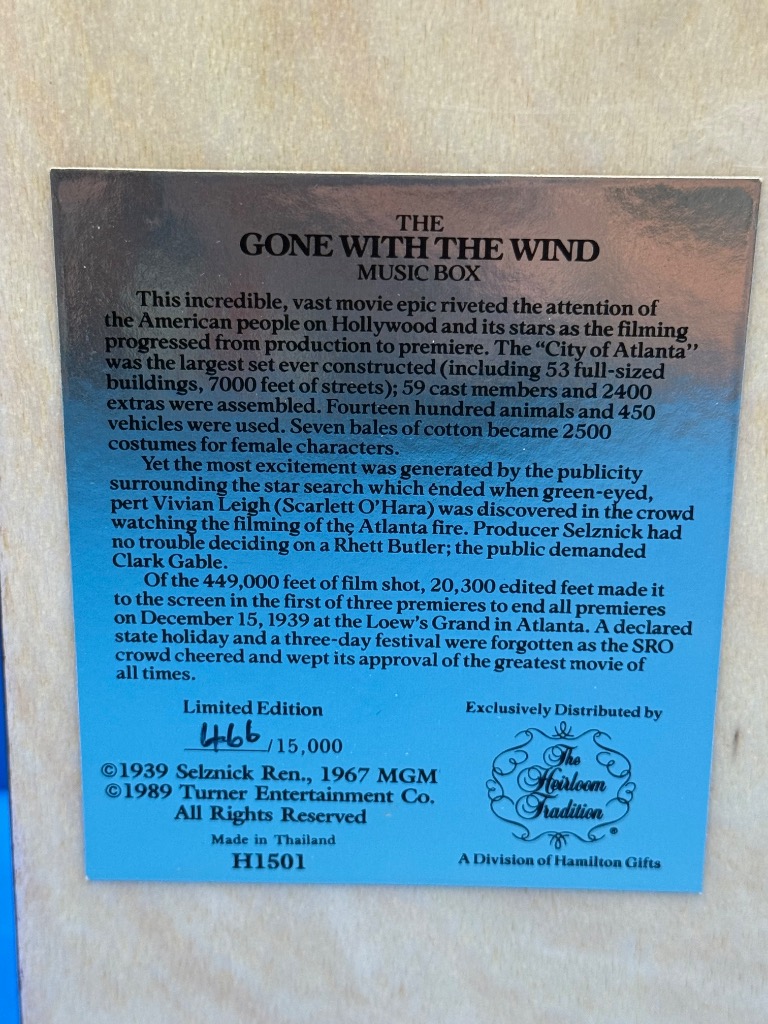 THE
GONE WITH THE WIND
MUSIC BOX
This incredible, vast movie epic riveted the attention of
the American people on Hollywood and its stars as the filming
progressed from production to premiere. The “City of Atlanta”
was the largest set ever constructed (including 53 full-sized
buildings, 7000 feet of streets); 59 cast members and 2400
extras were assembled. Fourteen hundred animals and 450
vehicles were used. Seven bales of cotton became 2500
costumes for female characters.
Yet the most excitement was generated by the publicity
surrounding the star search which ended when green-eyed,
pert Vivian Leigh (Scarlett O’Hara) was discovered in the crowd
watching the filming of the Atlanta fire. Producer Selznick had
no trouble deciding on a Rhett Butler; the public demanded
Clark Gable.
Of the 449,000 feet of film shot, 20,300 edited feet made it
to the screen in the first of three premieres to end all premieres
on December 15, 1939 at the Loew’s Grand in Atlanta. A declared
state holiday and a three-day festival were forgotten as the SRO
crowd cheered and wept its approval of the greatest movie of
all times.
Limited Edition
466/15,000
©1939 Selznick Ren., 1967 MGM
©1989 Turner Entertainment Co.
All Rights Reserved
Made in Thailand
H1501
Exclusively Distributed by
The
Heirloom
Tradition®
A Division of Hamilton Gifts